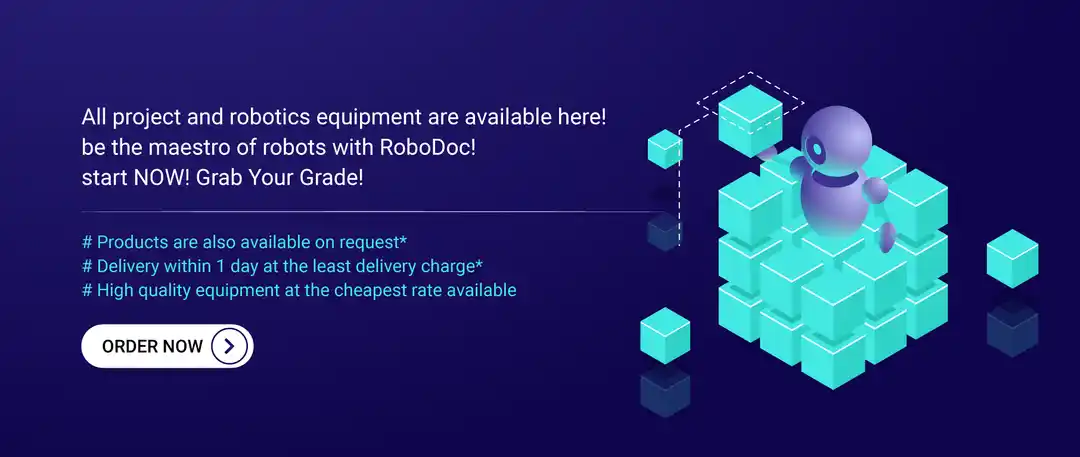 All project and robotics equipment are available here!
be the maestro of robots with RoboDoc!
start NOW! Grab Your Grade!
# Products are also available on request*
# Delivery within 1 day at the least delivery charge*
# High quality equipment at the cheapest rate available
ORDER NOW